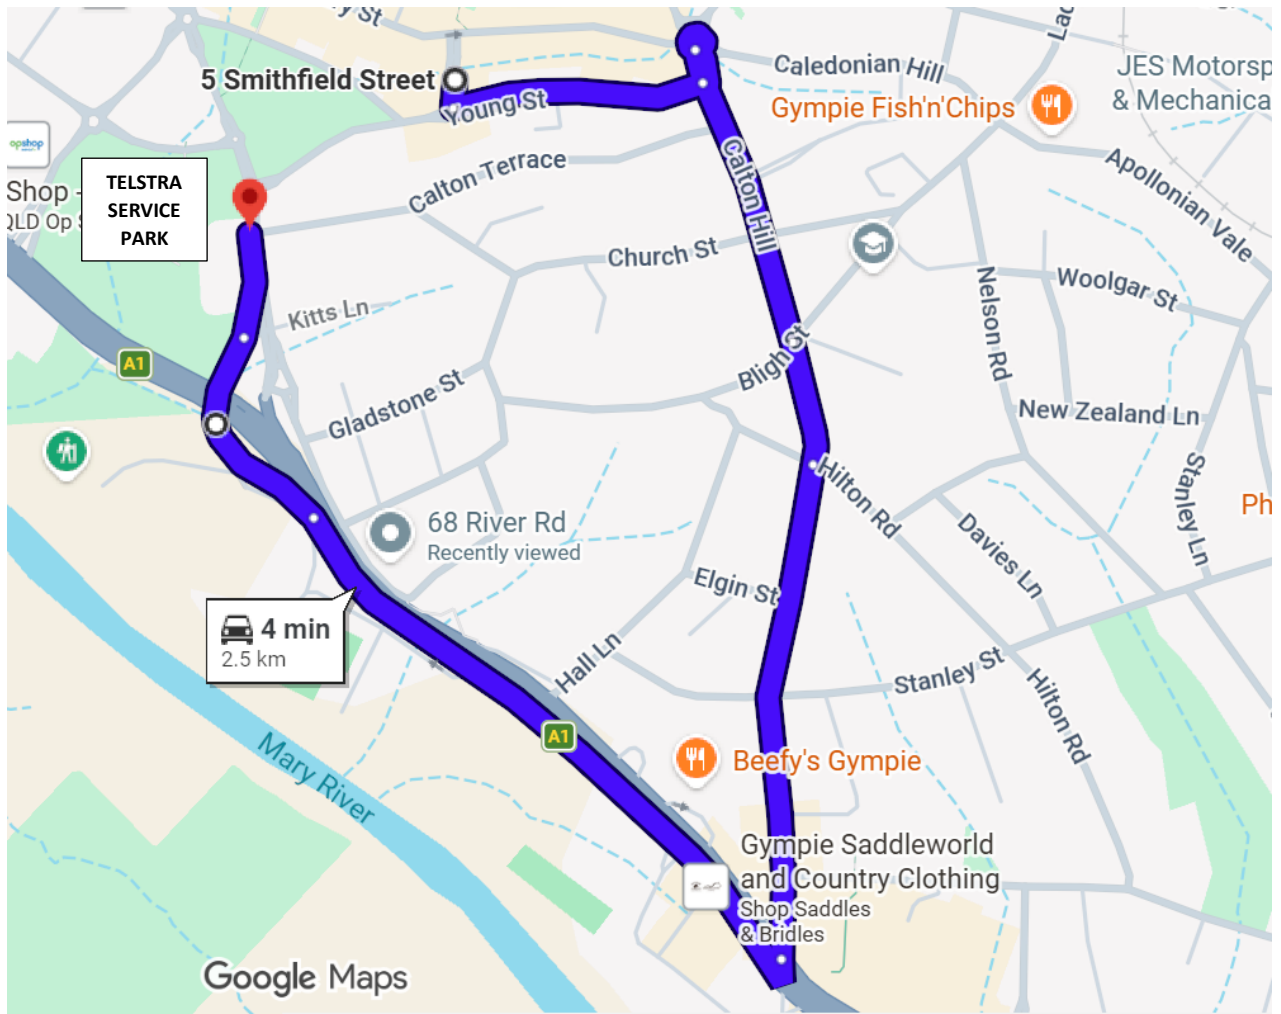 5 Smithfield Street
Young St
Caledonian Hill
JES Motorsp
& Mechanica
Gympie Fish'n'Chips
opshop
Shop -
QLD Op S
TELSTRA
SERVICE
PARK
Calton Terrace
Calton Hill
Apollonian Vale
Church St
Woolgar St
Nelson Rd
Kitts Ln
A1
Bligh St
Gladstone St
New Zealand Ln
Stanley Ln
Hilton Rd
Ph
68 River Rd
Recently viewed
Davies Ln
Elgin St
4 min
2.5 km
Hall Ln
Stanley St
Hilton Rd
A1
Mary River
Beefy's Gympie
Gympie Saddleworld
and Country Clothing
Shop Saddles
& Bridles
Google Maps